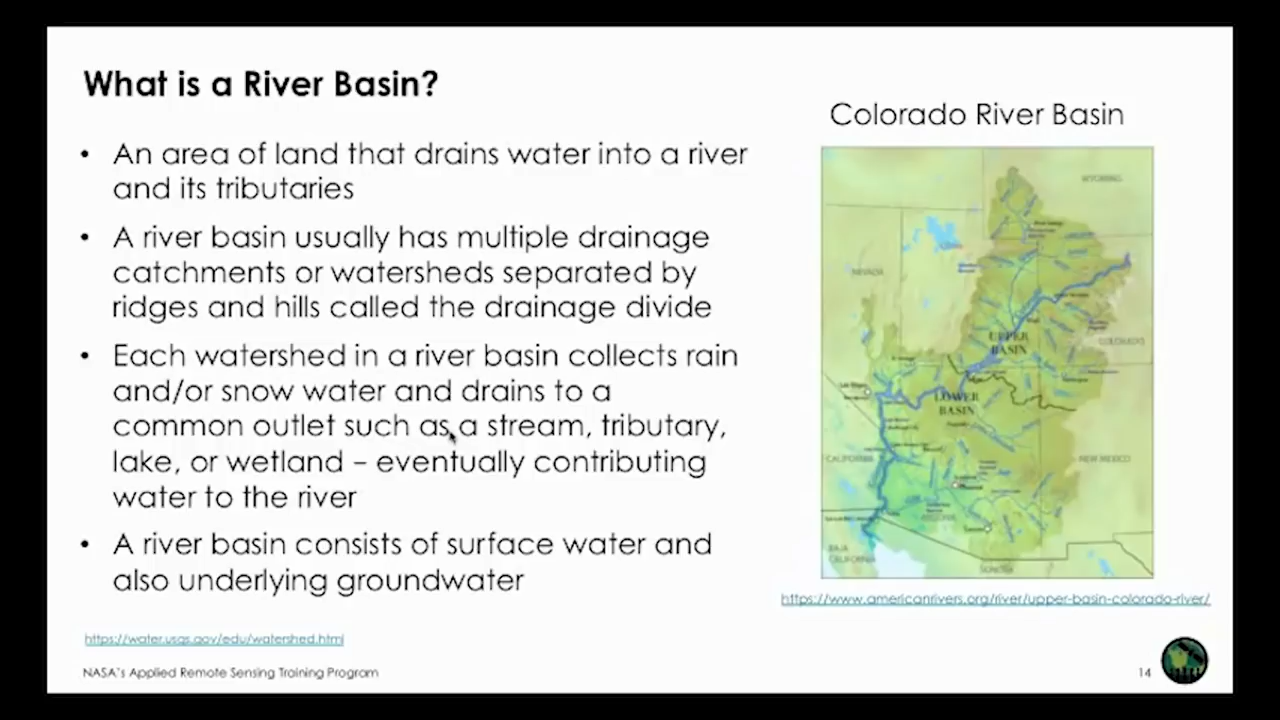 What is a River Basin?
• An area of land that drains water into a river
and its tributaries
• A river basin usually has multiple drainage
catchments or watersheds separated by
ridges and hills called the drainage divide
• Each watershed in a river basin collects rain
and/or snow water and drains to a
common outlet such as a stream, tributary,
lake, or wetland – eventually contributing
water to the river
• A river basin consists of surface water and
also underlying groundwater
https://water.usgs.gov/edu/watershed.html
NASA's Applied Remote Sensing Training Program
Colorado River Basin
WYOMING
NEVADA
COLORADO
UPPER
BASIN
LOWER
BASIN
CALIFORNIA
NEW MEXICO
ARIZONA
BAJA
CALIFORNIA
SONORA
https://www.americanrivers.org/river/upper-basin-colorado-river/
14